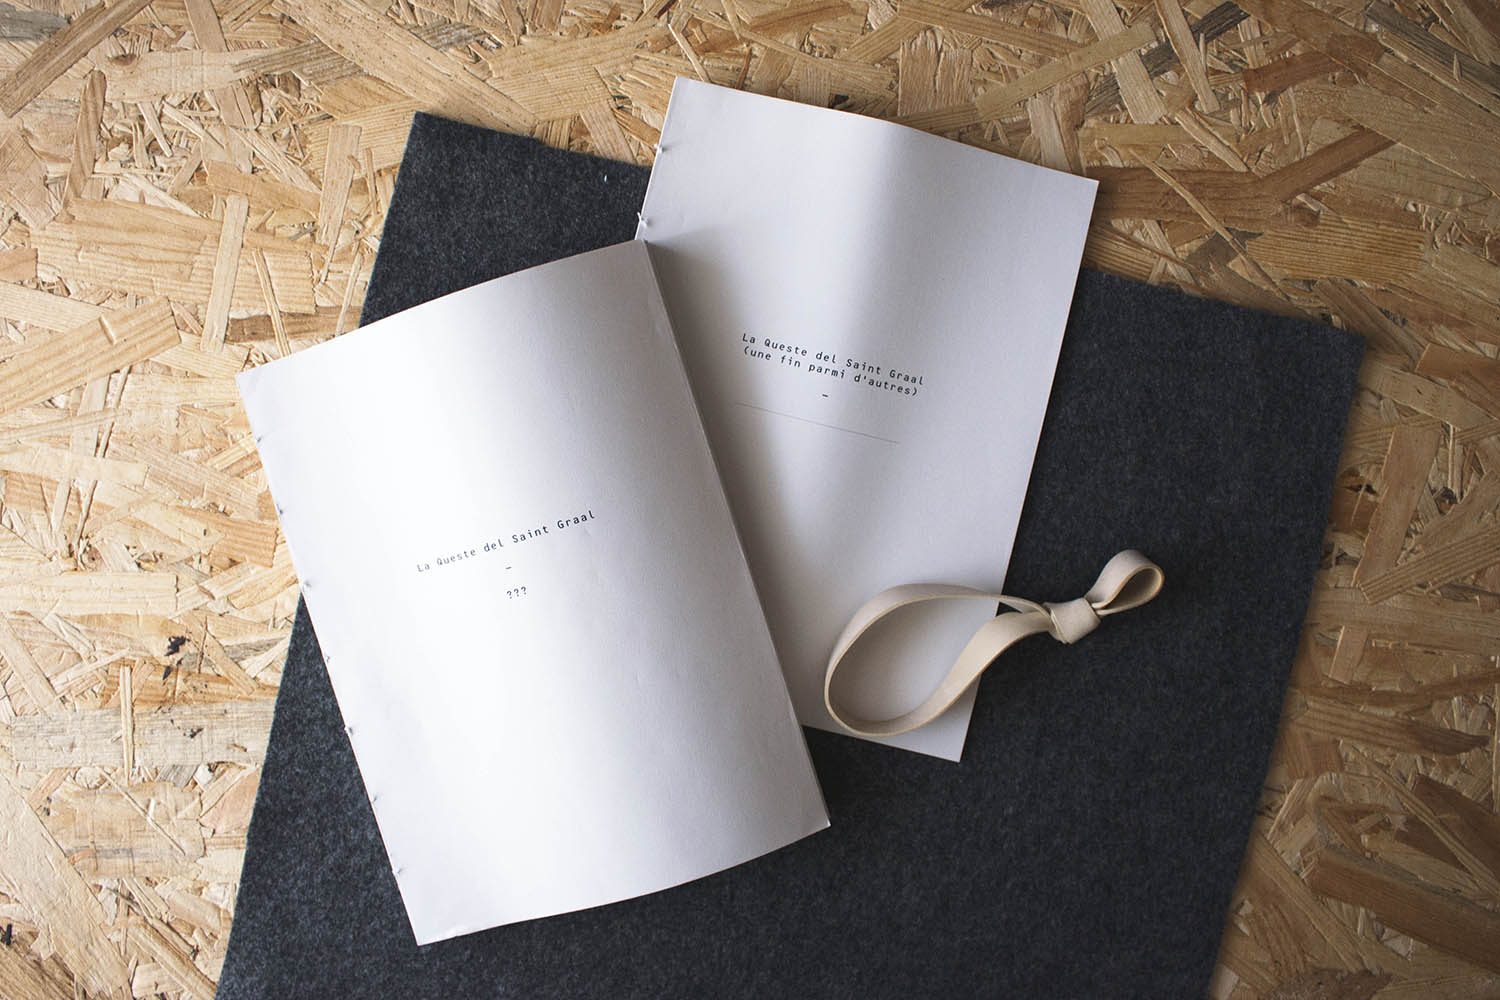 La Queste del Saint Graal
(une fin parmi d'autres)
–
La Queste del Saint Graal
–
???